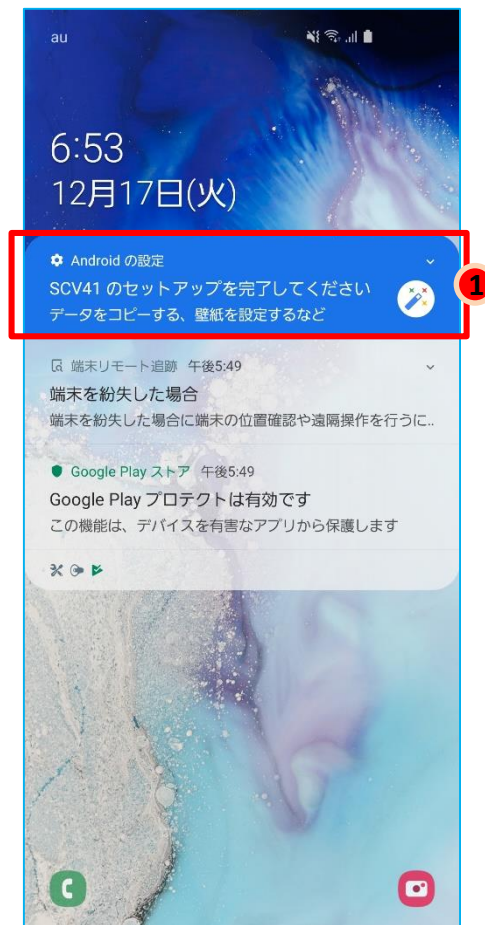 au
6:53
12月17日(火)
Android の設定
SCV41 のセットアップを完了してください
データをコピーする、壁紙を設定するなど
1
端末リモート追跡 午後5:49
端末を紛失した場合
端末を紛失した場合に端末の位置確認や遠隔操作を行うに..
Google Play ストア 午後5:49
Google Play プロテクトは有効です
この機能は、デバイスを有害なアプリから保護します